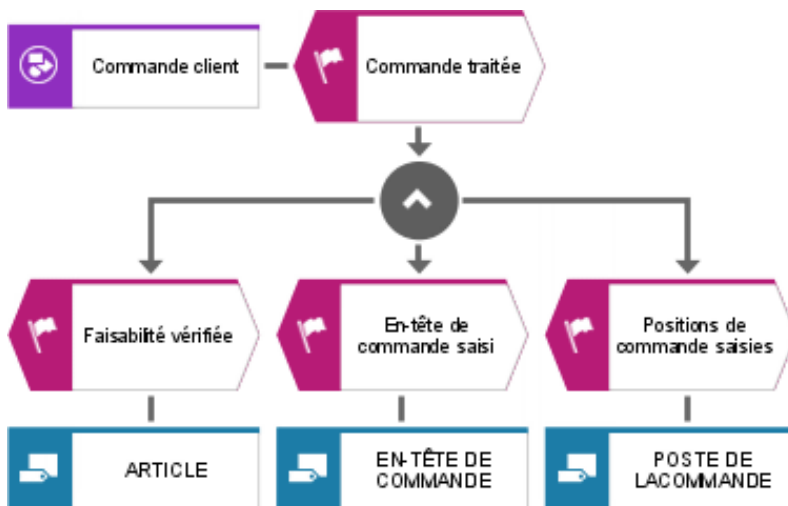 Commande client
Commande traitée
Faisabilité vérifiée
En-tête de
commande saisi
Positions de
commande saisies
ARTICLE
EN-TÊTE DE
COMMANDE
POSTE DE
LACOMMANDE